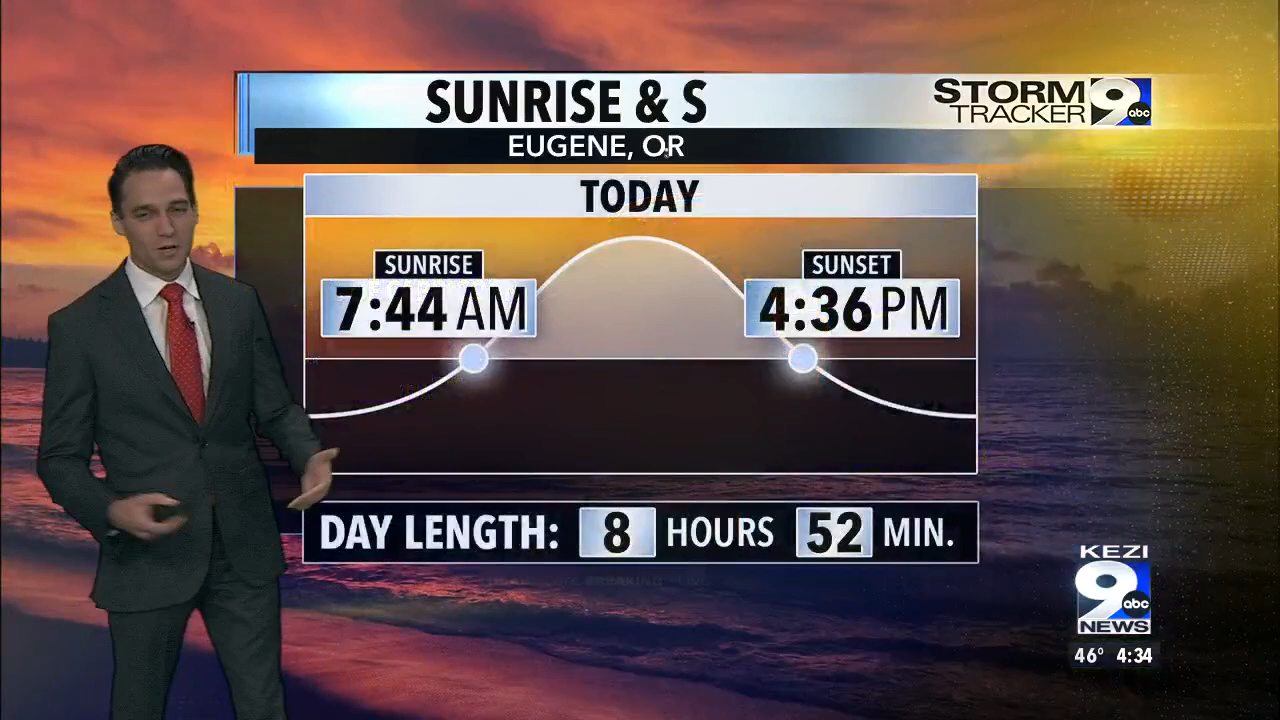 SUNRISE & S
STORM
TRACKER 9 abc
EUGENE, OR
TODAY
SUNRISE
SUNSET
7:44 AM
4:36 PM
DAY LENGTH: 8 HOURS 52 MIN.
KEZI
9 abc
NEWS
46° 4:34